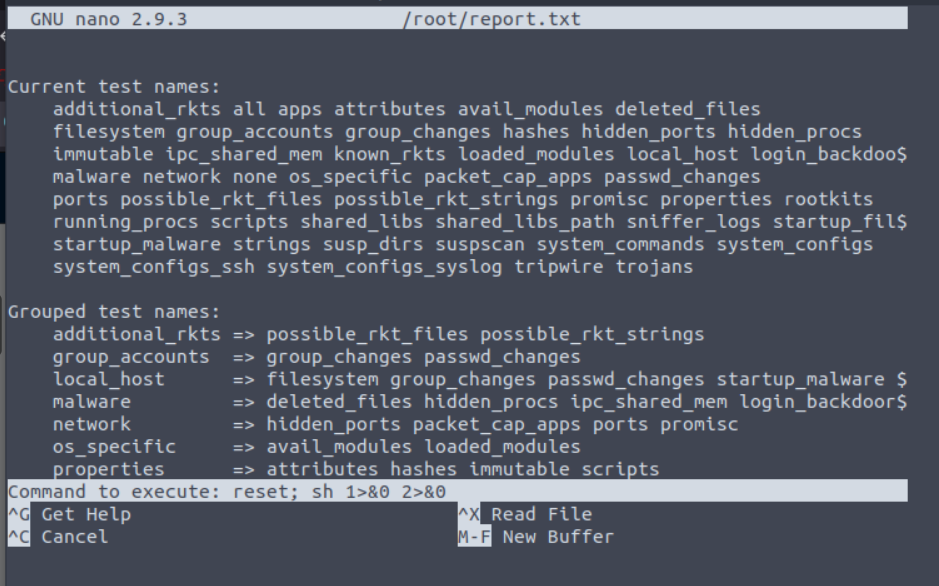 GNU nano 2.9.3 /root/report.txt
Current test names:
additional_rkts all apps attributes avail_modules deleted_files
filesystem group_accounts group_changes hashes hidden_ports hidden_procs
immutable ipc_shared_mem known_rkts loaded_modules local_host login_backdoo$
malware network none os_specific packet_cap_apps passwd_changes
ports possible_rkt_files possible_rkt_strings promisc properties rootkits
running_procs scripts shared_libs shared_libs_path sniffer_logs startup_fil$
startup_malware strings susp_dirs suspscan system_commands system_configs
system_configs_ssh system_configs_syslog tripwire trojans
Grouped test names:
additional_rkts => possible_rkt_files possible_rkt_strings
group_accounts => group_changes passwd_changes
local_host => filesystem group_changes passwd_changes startup_malware $
malware => deleted_files hidden_procs ipc_shared_mem login_backdoor$
network => hidden_ports packet_cap_apps ports promisc
os_specific => avail_modules loaded_modules
properties => attributes hashes immutable scripts
Command to execute: reset; sh 1>&0 2>&0
^G Get Help ^X Read File
^C Cancel M-F New Buffer